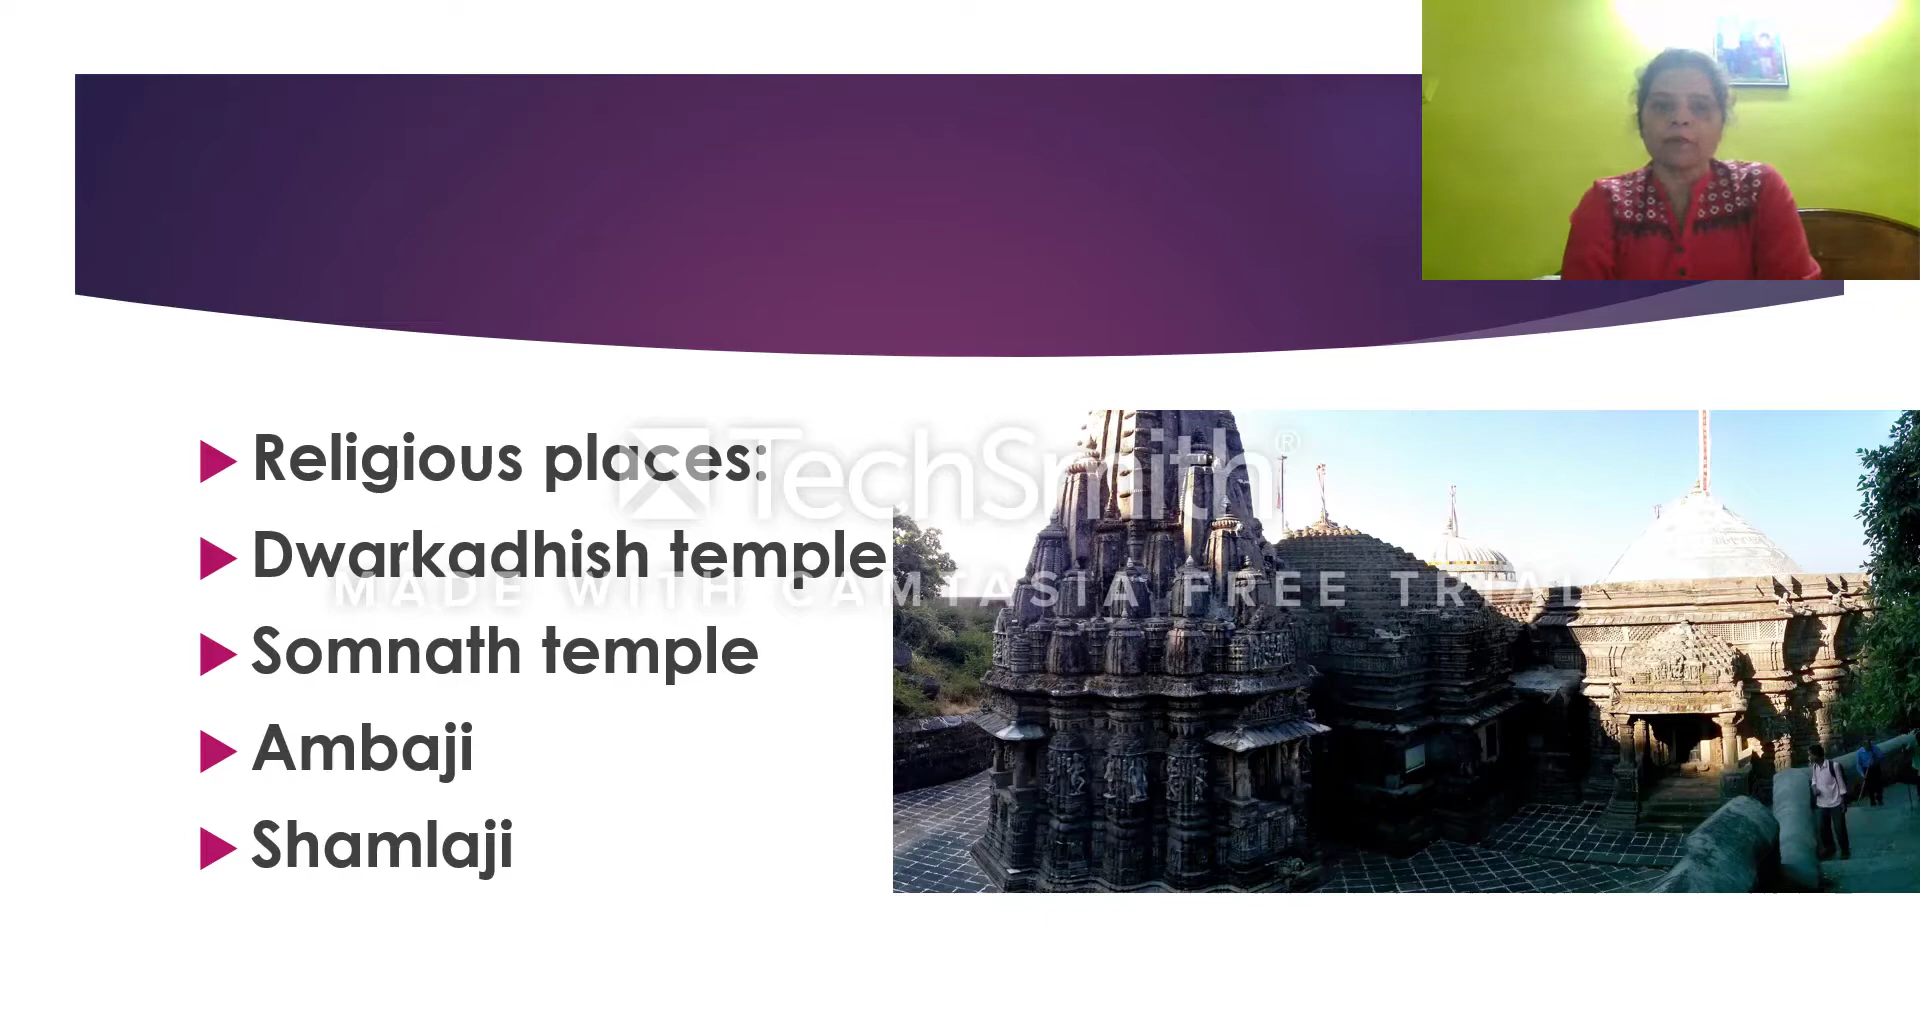 Religious places:
TechSmith®
Dwarkadhish temple
MADE WITH CAMTASIA FREE TRIAL
Somnath temple
Ambaji
Shamlaji